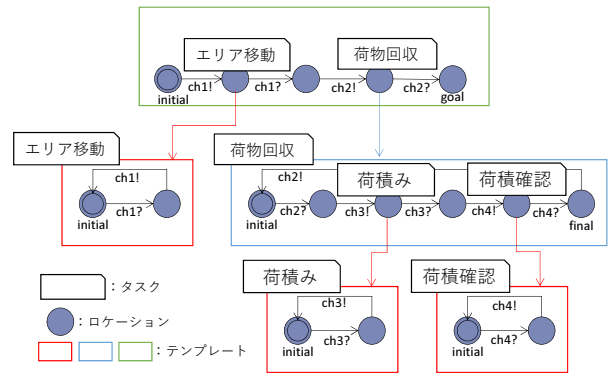 エリア移動
荷物回収
ch1!
ch1?
ch2!
ch2?
initial
goal
エリア移動
ch1!
initial
ch1?
荷物回収
ch2!
荷積み
荷積確認
initial
ch2?
ch3!
ch3?
ch4!
ch4?
final
荷積み
ch3!
initial
ch3?
荷積確認
ch4!
initial
ch4?
：タスク
：ロケーション
：テンプレート